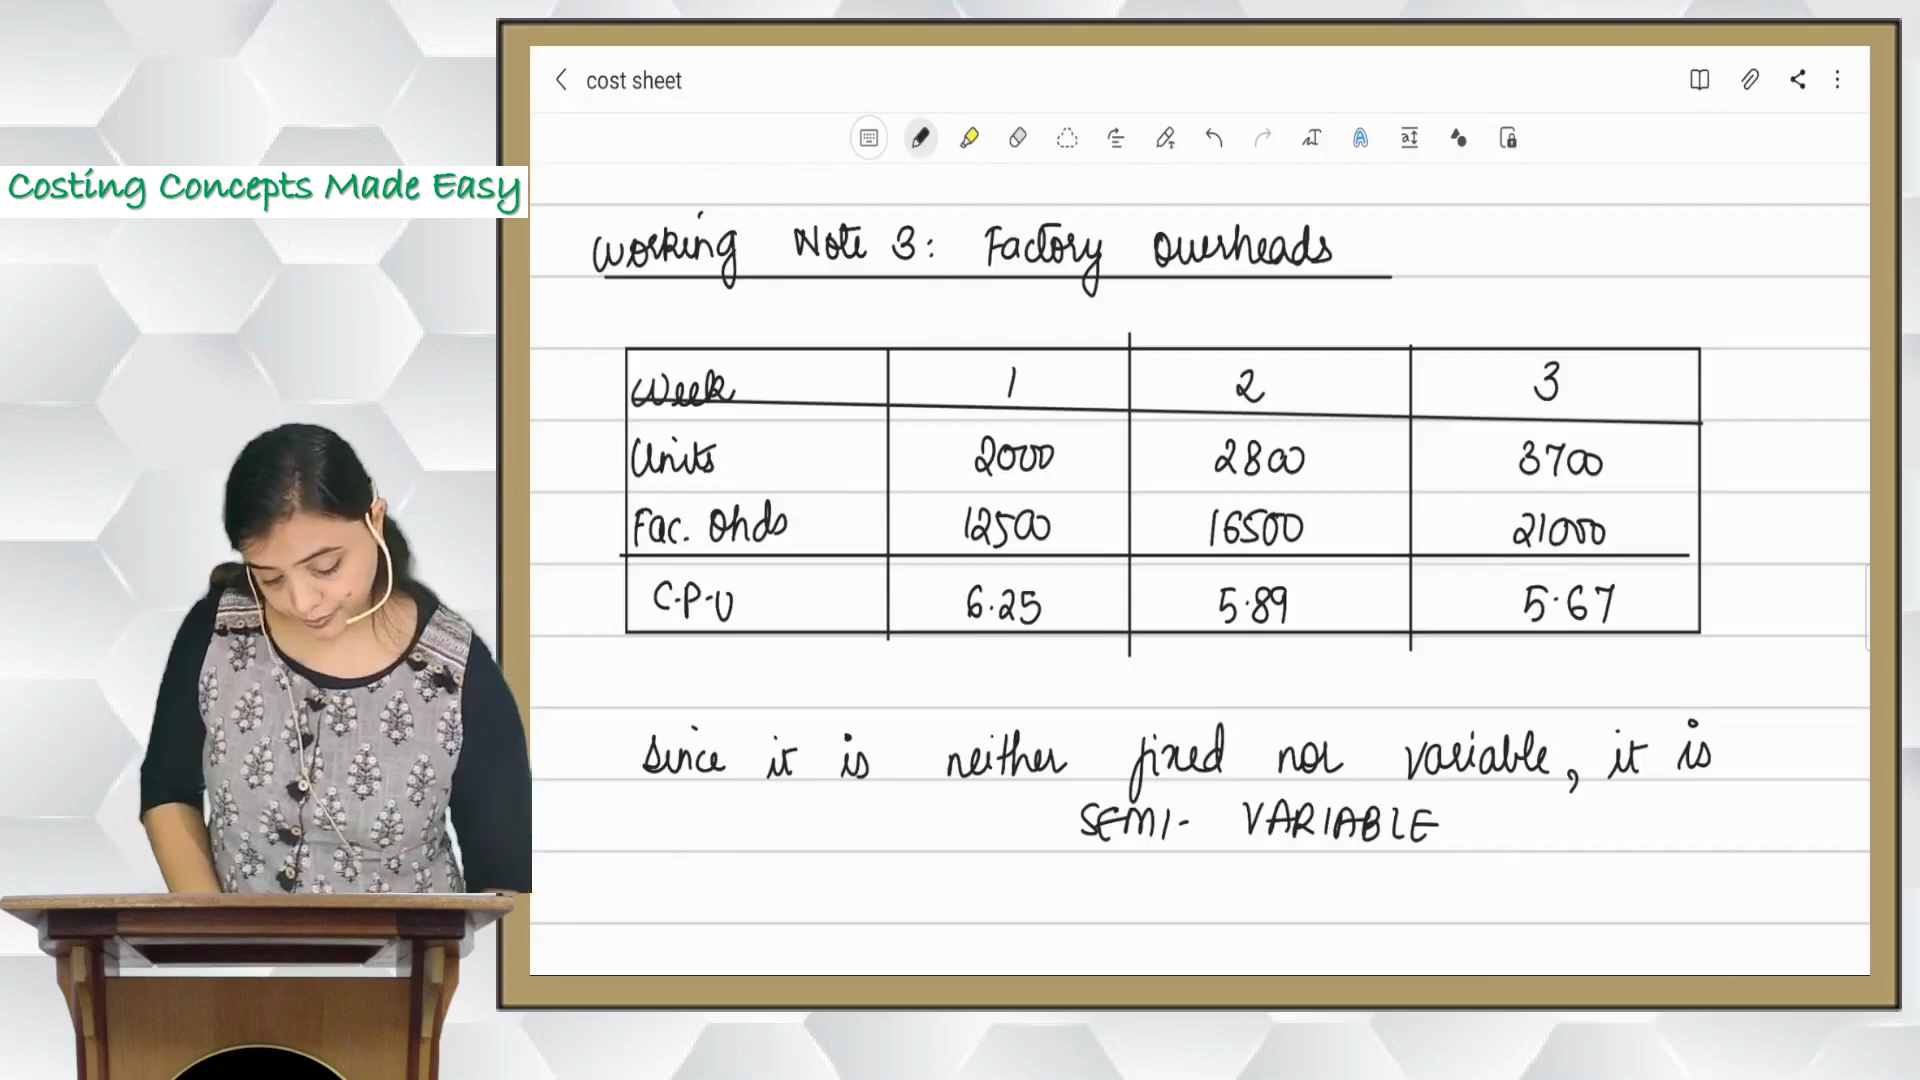 cost sheet
Costing Concepts Made Easy
Working Note 3: Factory Overheads
Week 1 2 3
Units 2000 2800 3700
Fac. Ohds 12500 16500 21000
C.P.U 6.25 5.89 5.67
Since it is neither fixed nor variable, it is
SEMI- VARIABLE